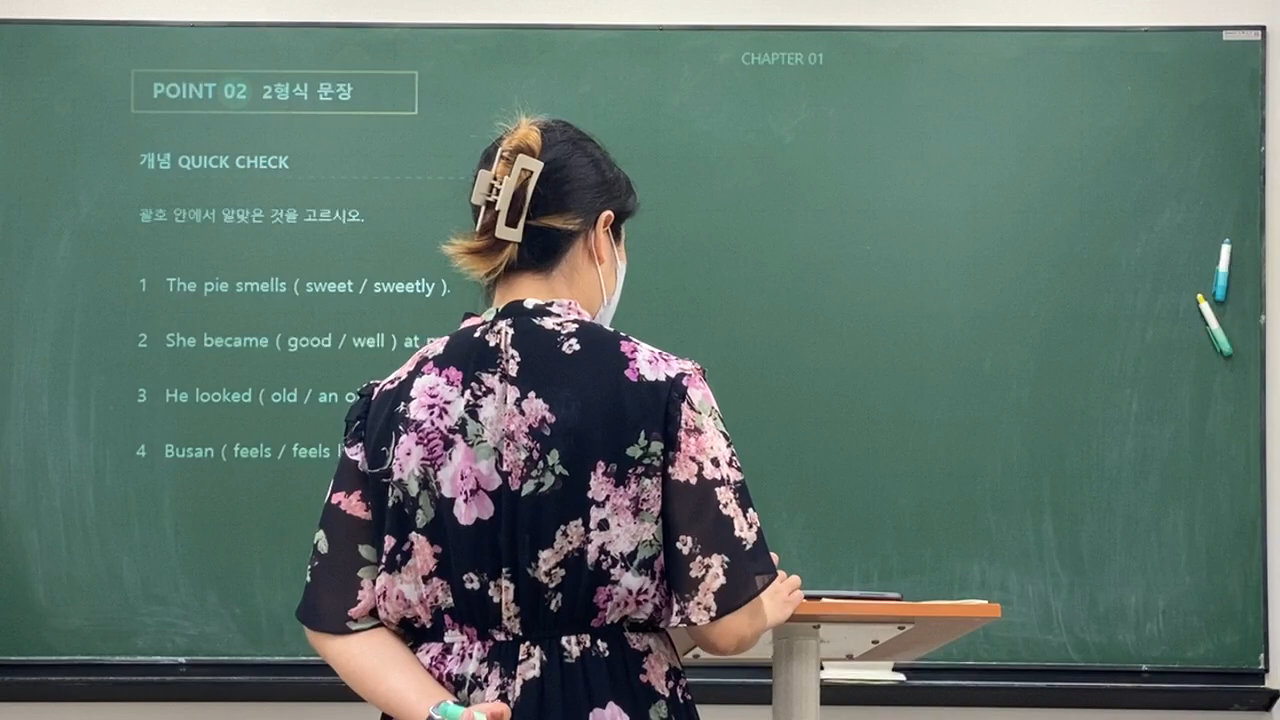 CHAPTER 01
POINT 02 2형식 문장
개념 QUICK CHECK
괄호 안에서 알맞은 것을 고르시오.
1 The pie smells ( sweet / sweetly ).
2 She became ( good / well ) at
3 He looked ( old / an
4 Busan ( feels / feels